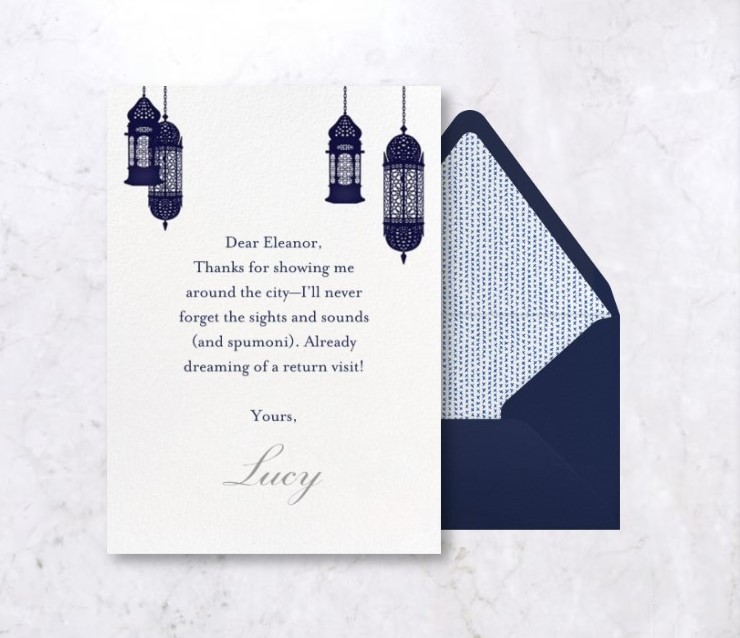 Dear Eleanor,
Thanks for showing me
around the city—I'll never
forget the sights and sounds
(and spumoni). Already
dreaming of a return visit!
Yours,
Lucy